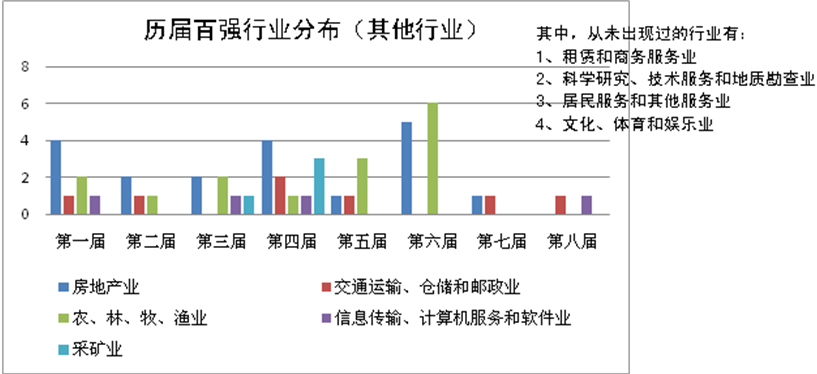 历届百强行业分布（其他行业）
其中，从未出现过的行业有：
1、租赁和商务服务业
2、科学研究、技术服务和地质勘查业
3、居民服务和其他服务业
4、文化、体育和娱乐业
8
6
4
2
0
第一届 第二届 第三届 第四届 第五届 第六届 第七届 第八届
房地产业 交通运输、仓储和邮政业
农、林、牧、渔业 信息传输、计算机服务和软件业
采矿业